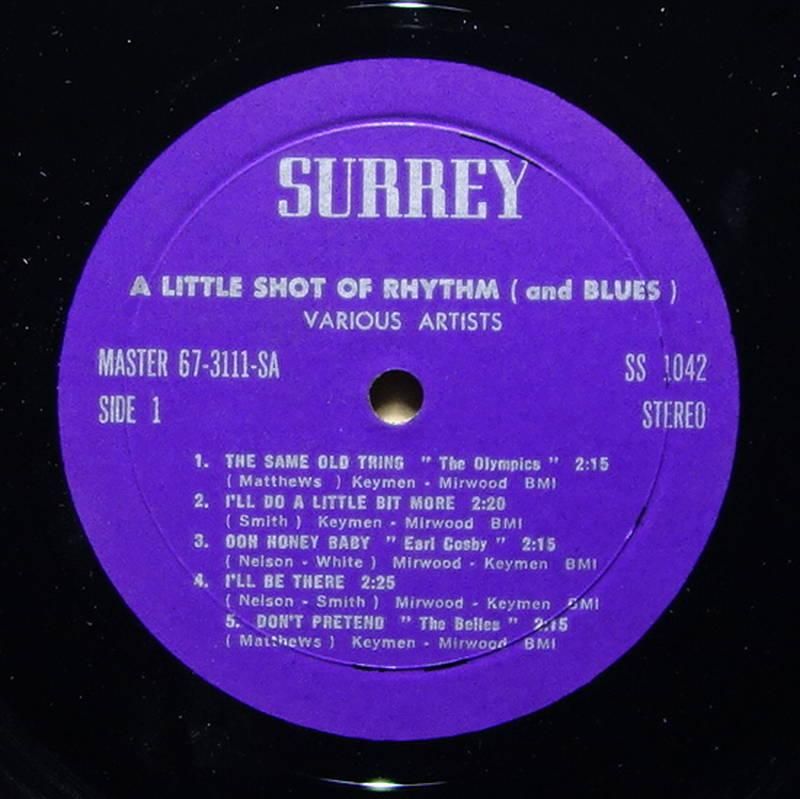 SURREY
A LITTLE SHOT OF RHYTHM ( and BLUES )
VARIOUS ARTISTS
MASTER 67-3111-SA SS 1042
SIDE 1 STEREO
1. THE SAME OLD THING " The Olympics " 2:15
( Matthews ) Keymen - Mirwood BMI
2. I'LL DO A LITTLE BIT MORE 2:20
( Smith ) Keymen - Mirwood BMI
3. OOH HONEY BABY " Earl Cosby " 2:15
( Nelson - White ) Mirwood - Keymen BMI
4. I'LL BE THERE 2:25
( Nelson - Smith ) Mirwood - Keymen BMI
5. DON'T PRETEND " The Belles " 2:15
( Matthews ) Keymen - Mirwood BMI